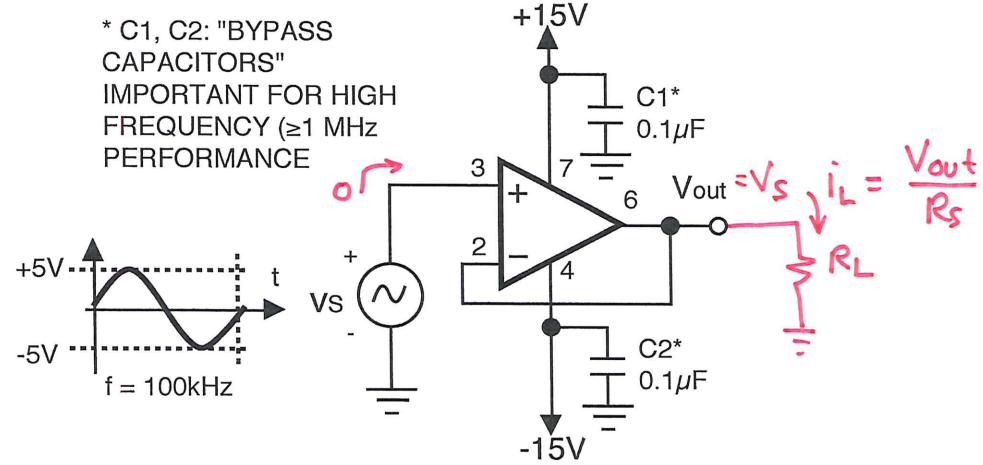 * C1, C2: "BYPASS
CAPACITORS"
IMPORTANT FOR HIGH
FREQUENCY (≥1 MHz
PERFORMANCE
+15V
C1*
0.1µF
3
7
+
6
Vout =Vs iL = Vout
Rs
0
2
−
4
RL
+
Vs
-
+5V
t
-5V
f = 100kHz
C2*
0.1µF
-15V